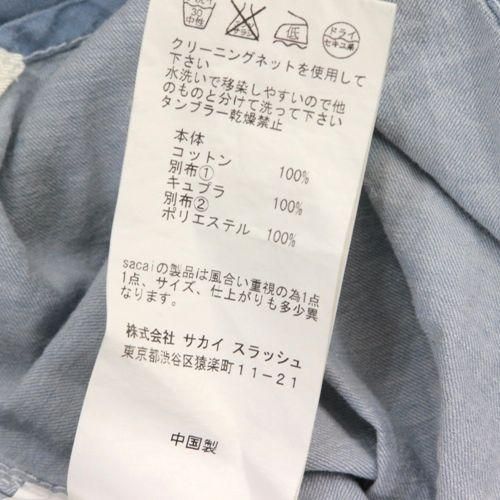 30
中性
低
ドライ
セキユ系
クリーニングネットを使用して
下さい
水洗いで移染しやすいので他
のものと分けて洗って下さい
タンブラー乾燥禁止
本体
コットン 100%
別布①
キュプラ 100%
別布②
ポリエステル 100%
sacaiの製品は風合い重視の為1点
1点、サイズ、仕上がりも多少異
なります。
株式会社 サカイ スラッシュ
東京都渋谷区猿楽町11−21
中国製